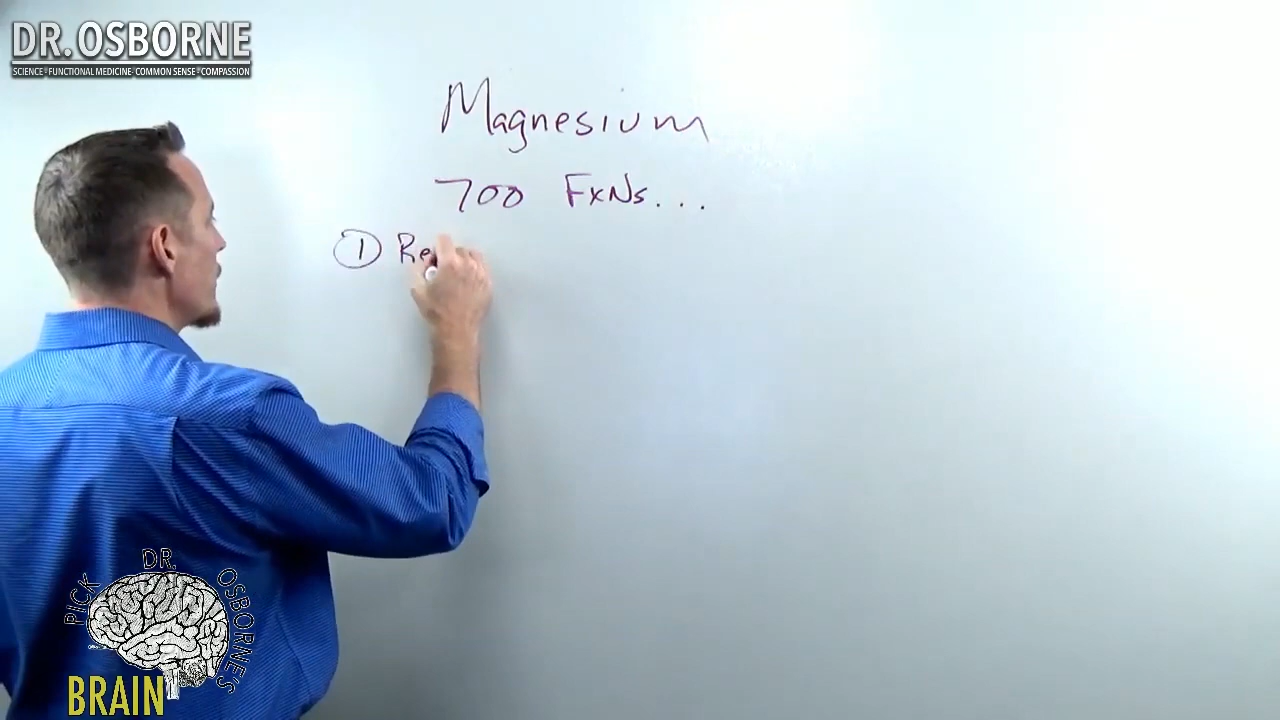 DR. OSBORNE
SCIENCE - FUNCTIONAL MEDICINE - COMMON SENSE - COMPASSION
Magnesium
700 FxNs...
① Re
PICK DR. OSBORNE'S
BRAIN